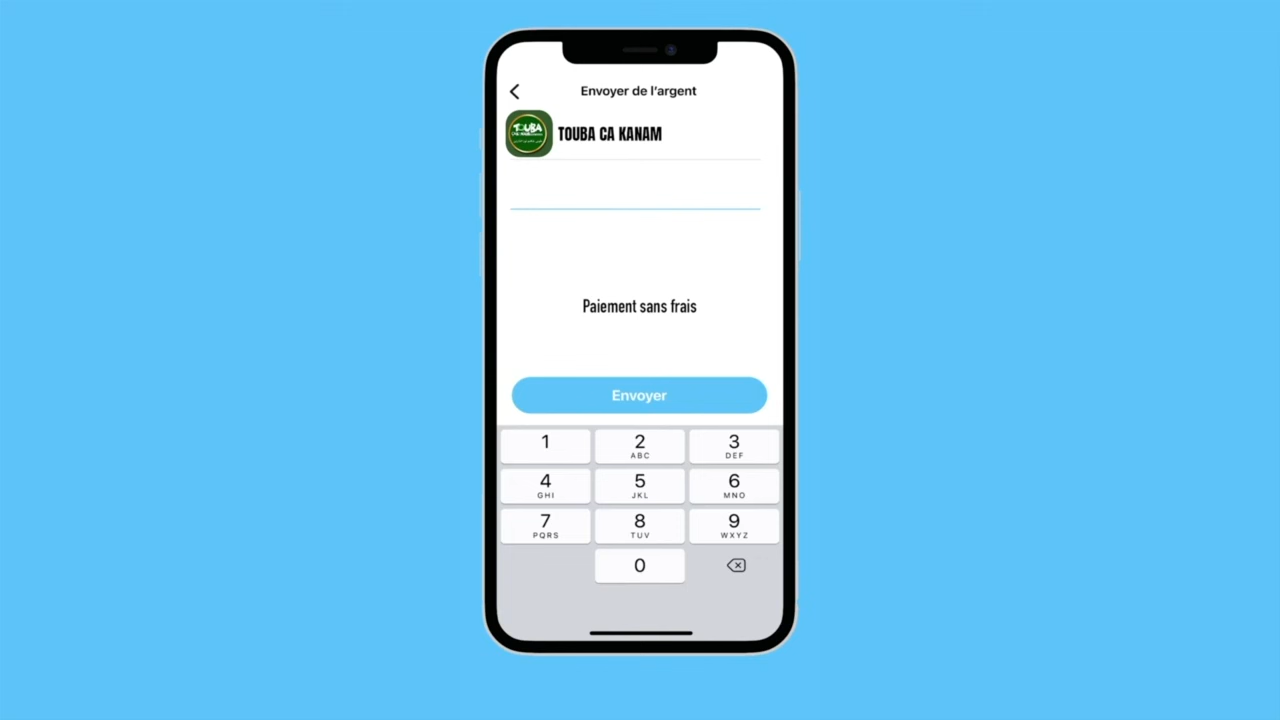 Envoyer de l'argent
TOUBA
TOUBA CA KANAM
Paiement sans frais
Envoyer
1
2
3
ABC
DEF
4
5
6
GHI
JKL
MNO
7
8
9
PQRS
TUV
WXYZ
0